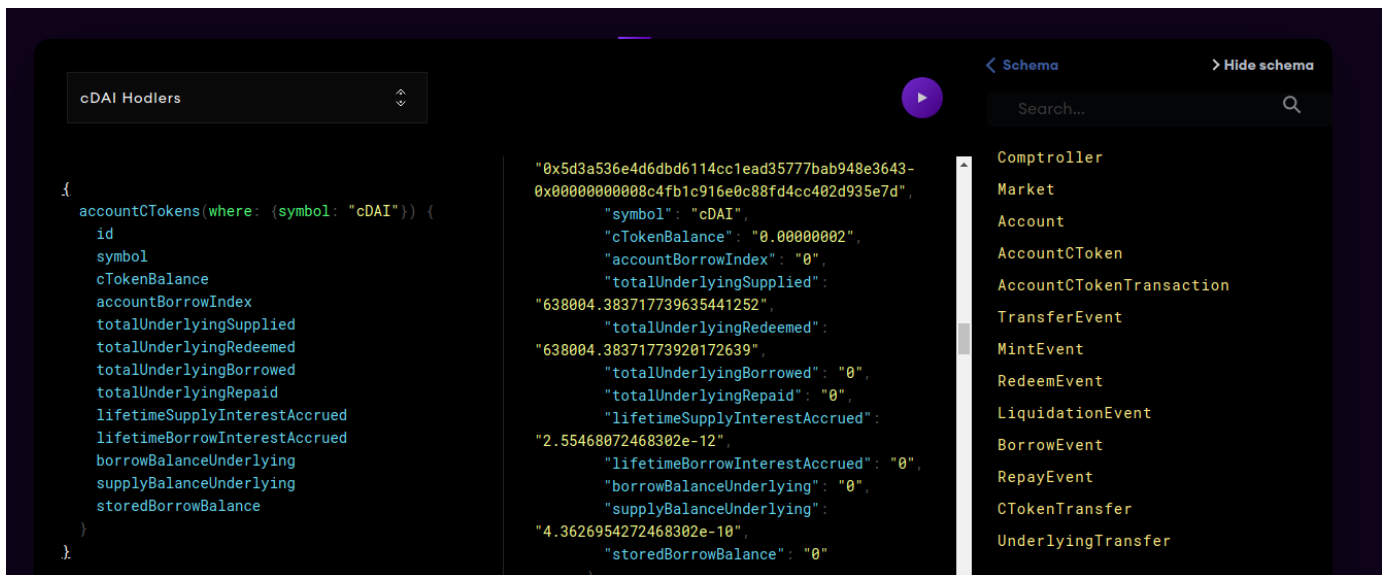 Schema
Hide schema
cDAI Hodlers
Search...
{
accountCTokens(where: {symbol: "cDAI"}) {
id
symbol
cTokenBalance
accountBorrowIndex
totalUnderlyingSupplied
totalUnderlyingRedeemed
totalUnderlyingBorrowed
totalUnderlyingRepaid
lifetimeSupplyInterestAccrued
lifetimeBorrowInterestAccrued
borrowBalanceUnderlying
supplyBalanceUnderlying
storedBorrowBalance
}
}
"0x5d3a536e4d6dbd6114cc1ead35777bab948e3643-
0x00000000008c4fb1c916e0c88fd4cc402d935e7d",
"symbol": "cDAI",
"cTokenBalance": "0.00000002",
"accountBorrowIndex": "0",
"totalUnderlyingSupplied":
"638004.383717739635441252",
"totalUnderlyingRedeemed":
"638004.38371773920172639",
"totalUnderlyingBorrowed": "0",
"totalUnderlyingRepaid": "0",
"lifetimeSupplyInterestAccrued":
"2.55468072468302e-12",
"lifetimeBorrowInterestAccrued": "0",
"borrowBalanceUnderlying": "0",
"supplyBalanceUnderlying":
"4.3626954272468302e-10",
"storedBorrowBalance": "0"
Comptroller
Market
Account
AccountCToken
AccountCTokenTransaction
TransferEvent
MintEvent
RedeemEvent
LiquidationEvent
BorrowEvent
RepayEvent
CTokenTransfer
UnderlyingTransfer